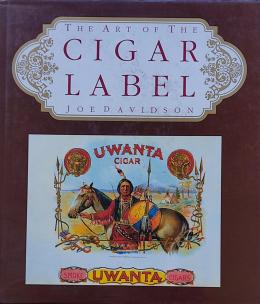 THE ART OF THE
CIGAR
LABEL
JOE DAVIDSON
UWANTA
CIGAR
SMOKE UWANTA CIGARS